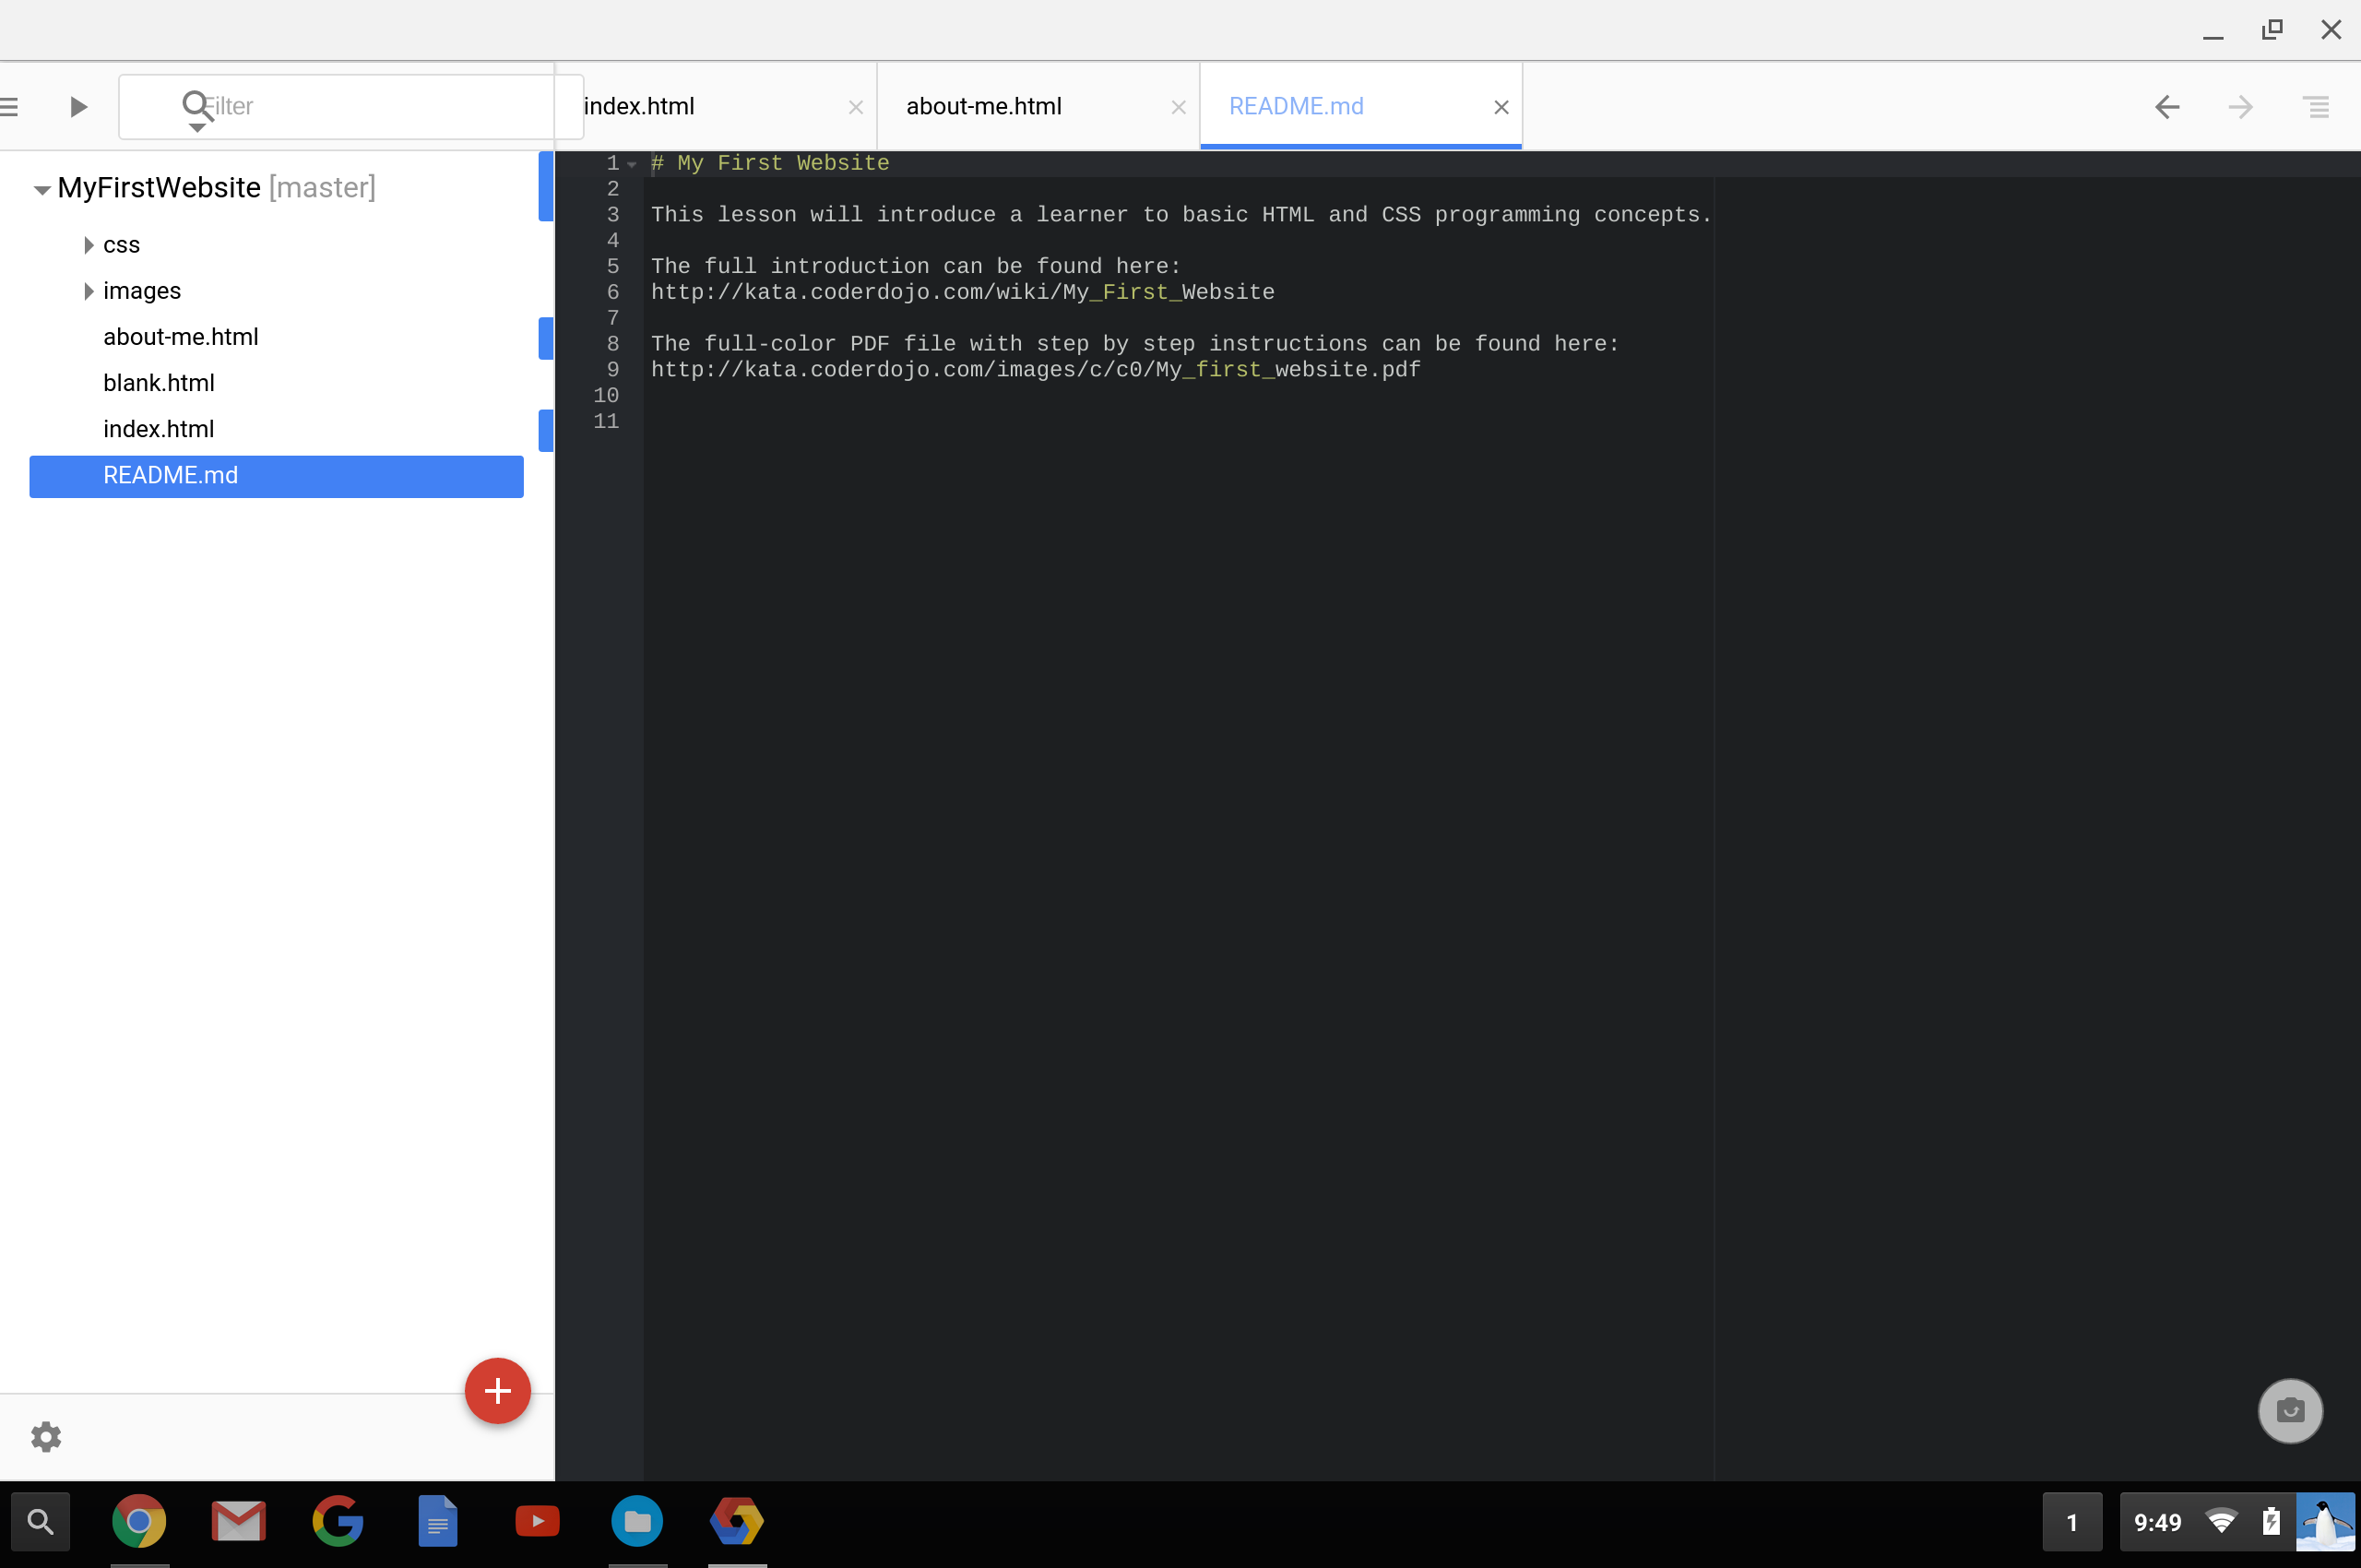 Filter
index.html
about-me.html
README.md
MyFirstWebsite [master]
css
images
about-me.html
blank.html
index.html
README.md
1 # My First Website
2
3 This lesson will introduce a learner to basic HTML and CSS programming concepts.
4
5 The full introduction can be found here:
6 http://kata.coderdojo.com/wiki/My_First_Website
7
8 The full-color PDF file with step by step instructions can be found here:
9 http://kata.coderdojo.com/images/c/c0/My_first_website.pdf
10
11
1
9:49